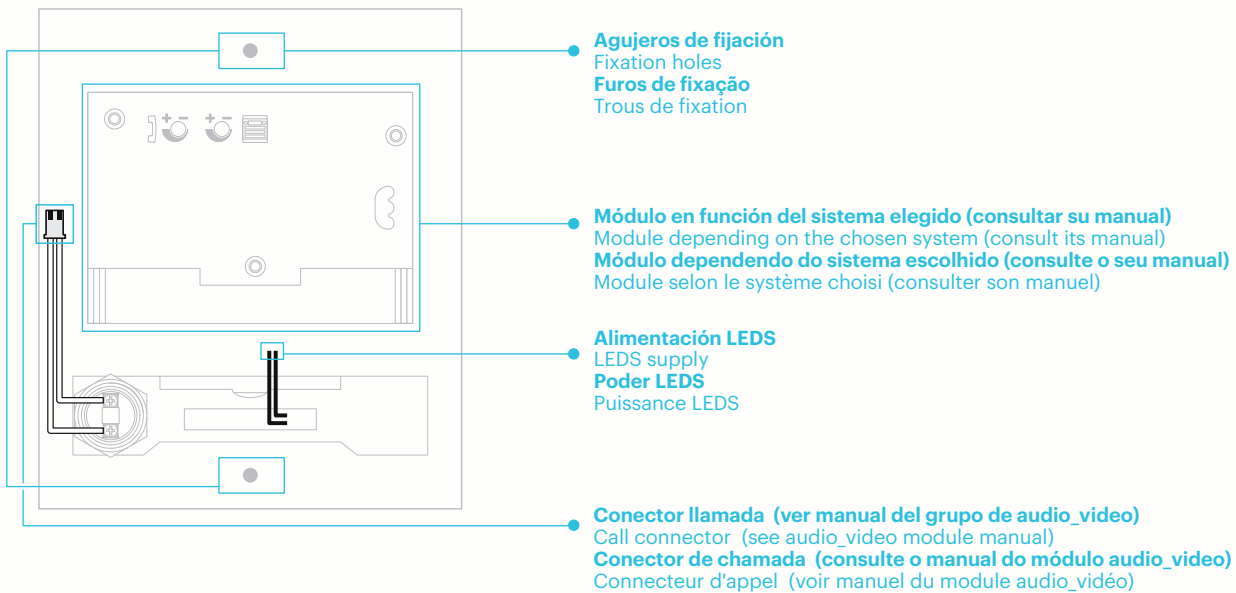 Agujeros de fijación
Fixation holes
Furos de fixação
Trous de fixation
Módulo en función del sistema elegido (consultar su manual)
Module depending on the chosen system (consult its manual)
Módulo dependendo do sistema escolhido (consulte o seu manual)
Module selon le système choisi (consulter son manuel)
Alimentación LEDS
LEDS supply
Poder LEDS
Puissance LEDS
Conector llamada (ver manual del grupo de audio_video)
Call connector (see audio_video module manual)
Conector de chamada (consulte o manual do módulo audio_video)
Connecteur d'appel (voir manuel du module audio_vidéo)